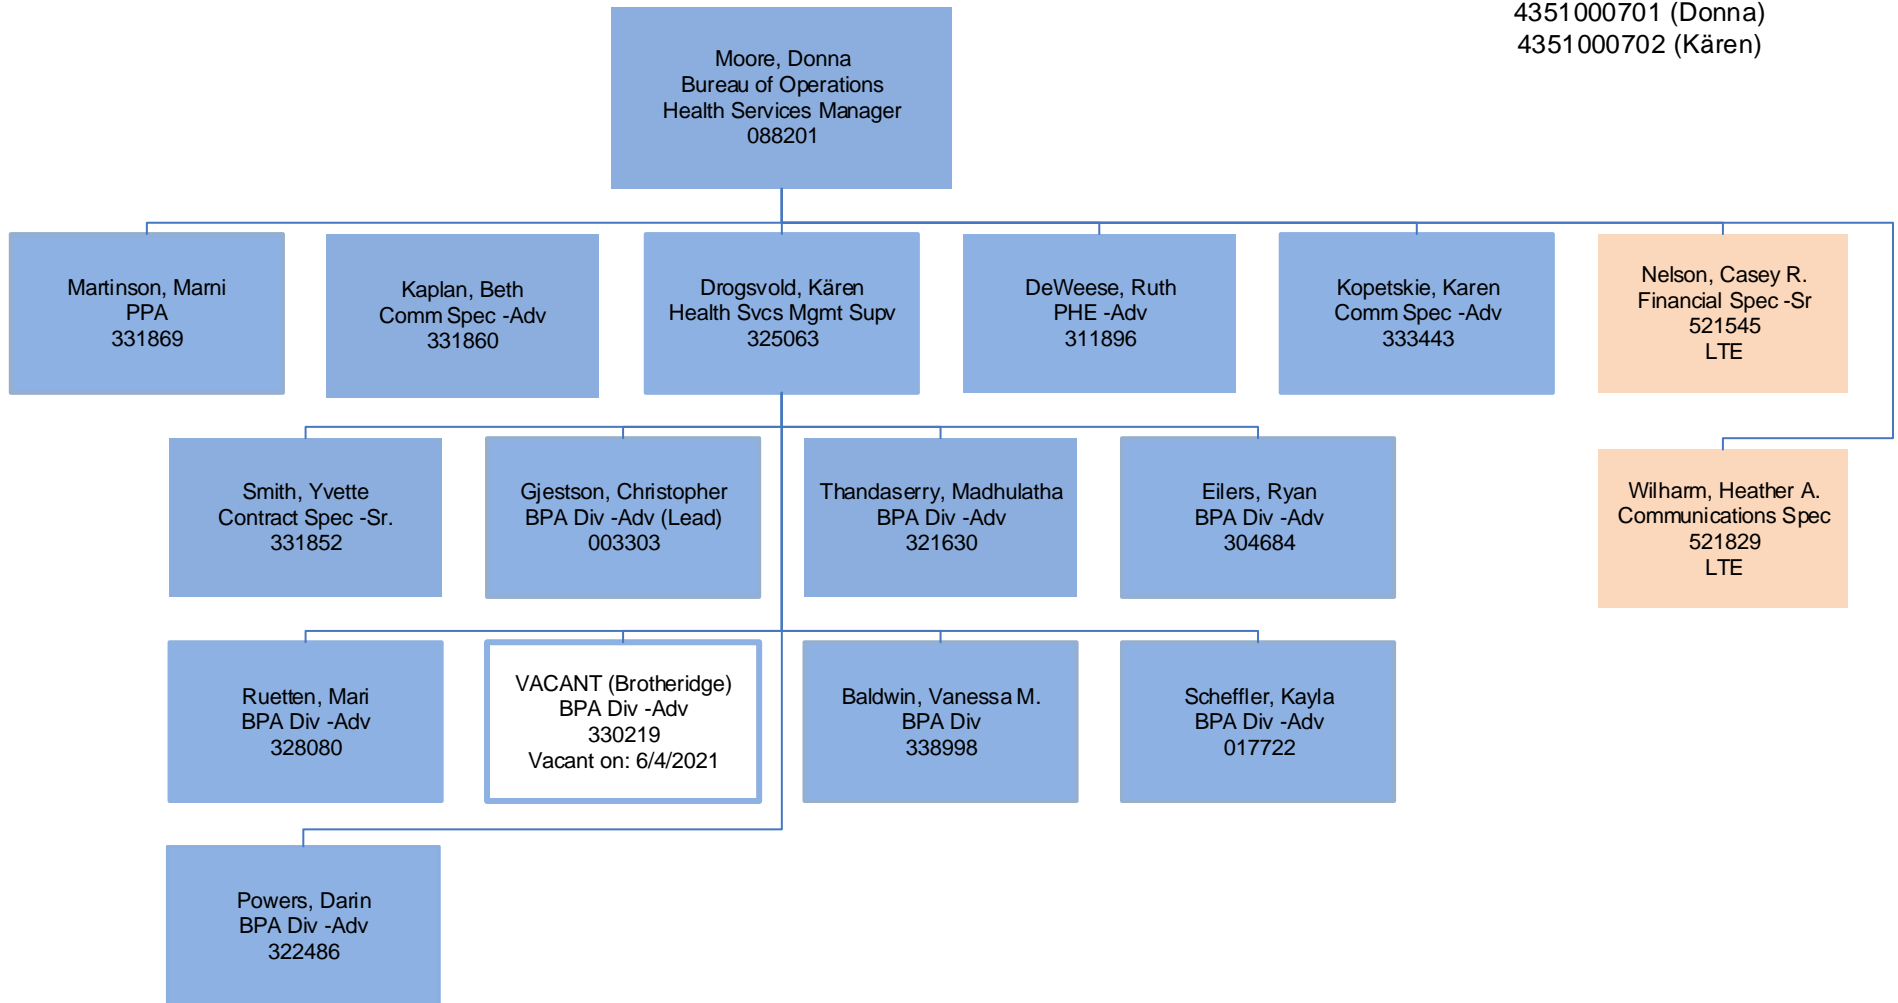 4351000701 (Donna)
4351000702 (Kären)
Moore, Donna
Bureau of Operations
Health Services Manager
088201
Martinson, Marni
PPA
331869
Kaplan, Beth
Comm Spec -Adv
331860
Drogsvold, Kären
Health Svcs Mgmt Supv
325063
DeWeese, Ruth
PHE -Adv
311896
Kopetskie, Karen
Comm Spec -Adv
333443
Nelson, Casey R.
Financial Spec -Sr
521545
LTE
Smith, Yvette
Contract Spec -Sr.
331852
Gjestson, Christopher
BPA Div -Adv (Lead)
003303
Thandaserry, Madhulatha
BPA Div -Adv
321630
Eilers, Ryan
BPA Div -Adv
304684
Wilharm, Heather A.
Communications Spec
521829
LTE
Ruetten, Mari
BPA Div -Adv
328080
VACANT (Brotheridge)
BPA Div -Adv
330219
Vacant on: 6/4/2021
Baldwin, Vanessa M.
BPA Div
338998
Scheffler, Kayla
BPA Div -Adv
017722
Powers, Darin
BPA Div -Adv
322486